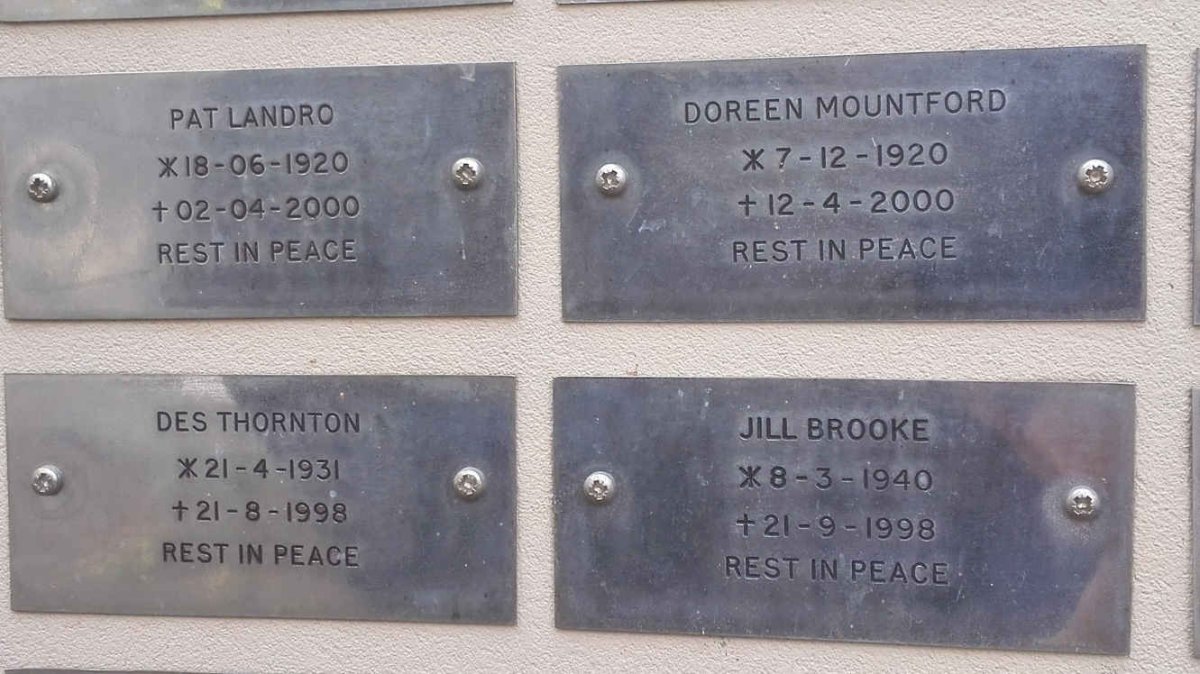 PAT LANDRO
*18-06-1920
†02-04-2000
REST IN PEACE
DOREEN MOUNTFORD
*7-12-1920
†12-4-2000
REST IN PEACE
DES THORNTON
*21-4-1931
†21-8-1998
REST IN PEACE
JILL BROOKE
*8-3-1940
†21-9-1998
REST IN PEACE